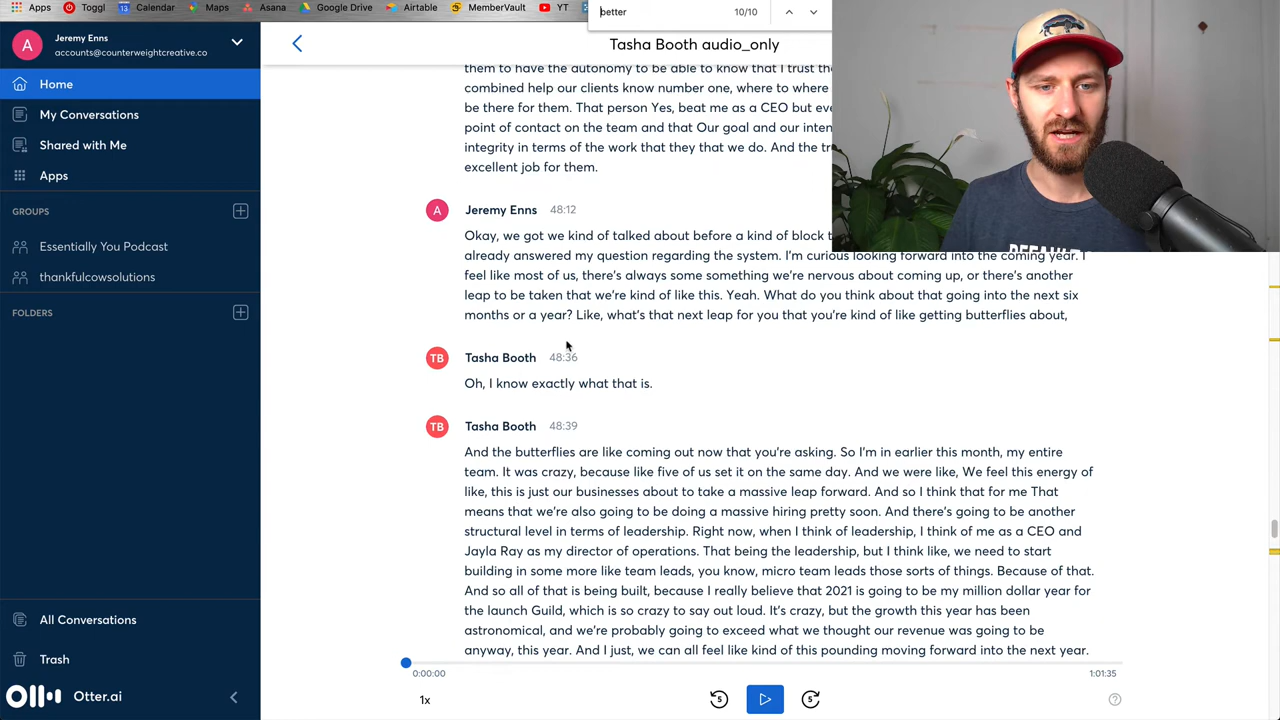 Apps Toggl Calendar Maps Asana Google Drive Airtable MemberVault YT
better 10/10
A Jeremy Enns
accounts@counterweightcreative.co
Home
My Conversations
Shared with Me
Apps
GROUPS
Essentially You Podcast
thankfulcowsolutions
FOLDERS
All Conversations
Trash
Otter.ai
Tasha Booth audio_only
them to have the autonomy to be able to know that I trust
combined help our clients know number one, where to where
be there for them. That person Yes, beat me as a CEO but
point of contact on the team and that Our goal and our
integrity in terms of the work that they that we do. And the
excellent job for them.
A Jeremy Enns 48:12
Okay, we got we kind of talked about before a kind of block
already answered my question regarding the system. I'm curious looking forward into the coming year. I
feel like most of us, there's always some something we're nervous about coming up, or there's another
leap to be taken that we're kind of like this. Yeah. What do you think about that going into the next six
months or a year? Like, what's that next leap for you that you're kind of like getting butterflies about,
TB Tasha Booth 48:36
Oh, I know exactly what that is.
TB Tasha Booth 48:39
And the butterflies are like coming out now that you're asking. So I'm in earlier this month, my entire
team. It was crazy, because like five of us set it on the same day. And we were like, We feel this energy of
like, this is just our businesses about to take a massive leap forward. And so I think that for me That
means that we're also going to be doing a massive hiring pretty soon. And there's going to be another
structural level in terms of leadership. Right now, when I think of leadership, I think of me as a CEO and
Jayla Ray as my director of operations. That being the leadership, but I think like, we need to start
building in some more like team leads, you know, micro team leads those sorts of things. Because of that.
And so all of that is being built, because I really believe that 2021 is going to be my million dollar year for
the launch Guild, which is so crazy to say out loud. It's crazy, but the growth this year has been
astronomical, and we're probably going to exceed what we thought our revenue was going to be
anyway, this year. And I just, we can all feel like kind of this pounding moving forward into the next year.
0:00:00 1:01:35
1x 5 5